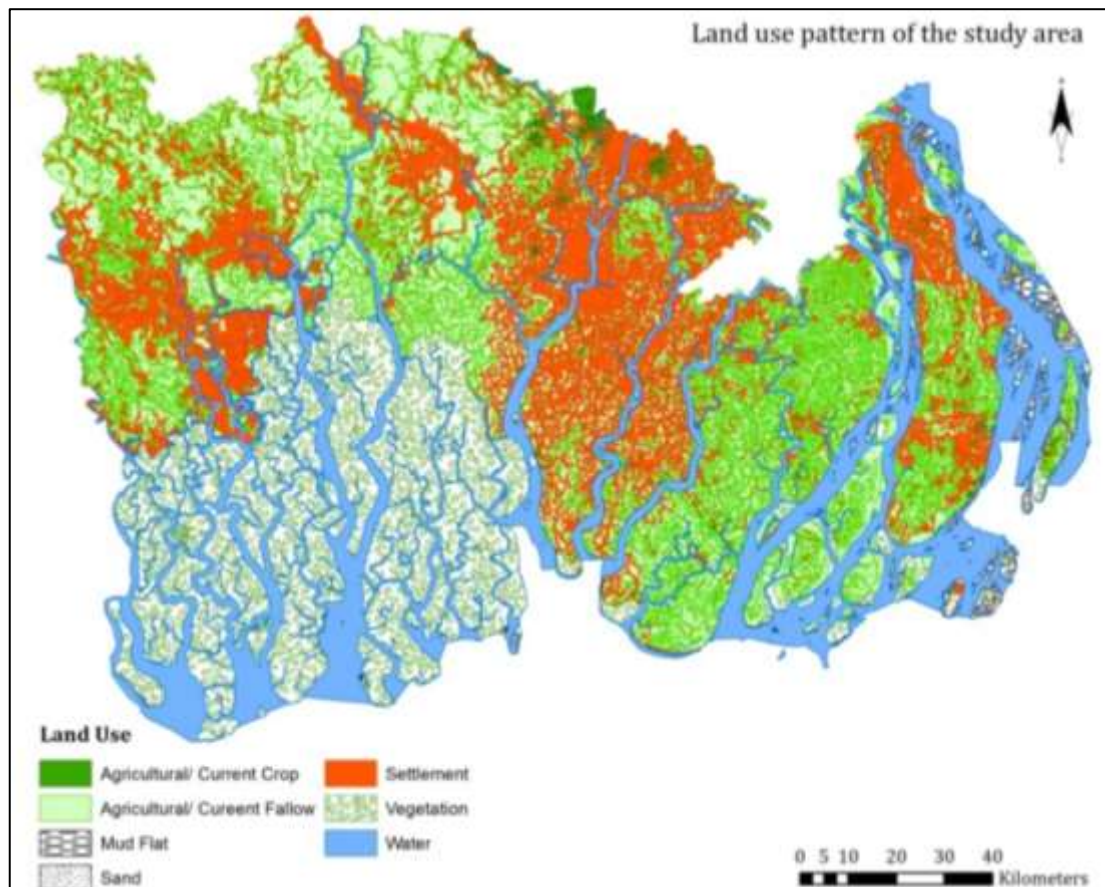 Land use pattern of the study area
Land Use
Agricultural/ Current Crop
Agricultural/ Cureent Fallow
Mud Flat
Sand
Settlement
Vegetation
Water
0 5 10 20 30 40
Kilometers